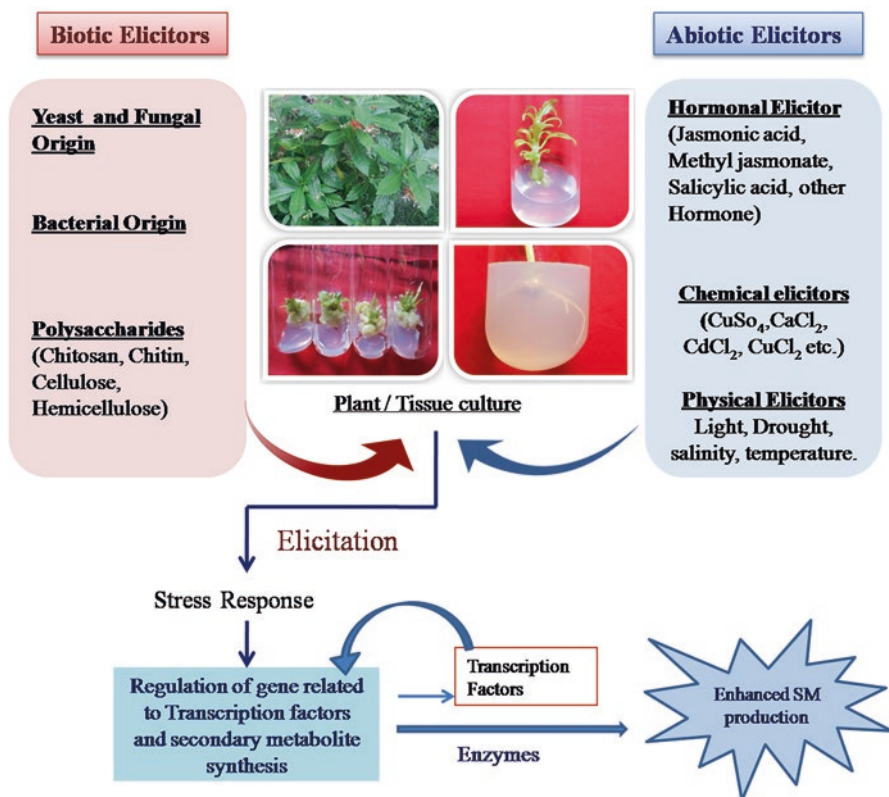 Biotic Elicitors
Abiotic Elicitors
Yeast and Fungal
Origin
Bacterial Origin
Polysaccharides
(Chitosan, Chitin,
Cellulose,
Hemicellulose)
Hormonal Elicitor
(Jasmonic acid,
Methyl jasmonate,
Salicylic acid, other
Hormone)
Chemical elicitors
(CuSo₄,CaCl₂,
CdCl₂, CuCl₂ etc.)
Physical Elicitors
Light, Drought,
salinity, temperature.
Plant / Tissue culture
Elicitation
Stress Response
Regulation of gene related
to Transcription factors
and secondary metabolite
synthesis
Transcription
Factors
Enzymes
Enhanced SM
production